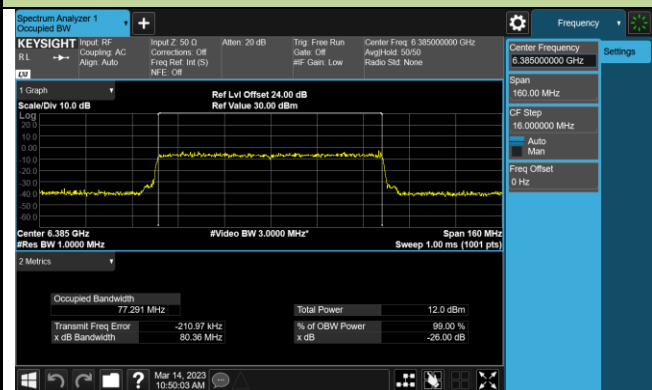 Spectrum Analyzer 1
Occupied BW
Frequency
KEYSIGHT
RL
LW
Input: RF
Coupling: AC
Align: Auto
Input Z: 50 Ω
Corrections: Off
Freq Ref: Int (S)
NFE: Off
Atten: 20 dB
Trig: Free Run
Gate: Off
#IF Gain: Low
Center Freq: 6.385000000 GHz
Avg|Hold: 50/50
Radio Std: None
Center Frequency
6.385000000 GHz
Settings
Span
160.00 MHz
CF Step
16.000000 MHz
Auto
Man
Freq Offset
0 Hz
1 Graph
Scale/Div 10.0 dB
Ref Lvl Offset 24.00 dB
Ref Value 30.00 dBm
Log
20.0
10.0
0.00
-10.0
-20.0
-30.0
-40.0
-50.0
-60.0
Center 6.385 GHz
#Res BW 1.0000 MHz
#Video BW 3.0000 MHz*
Span 160 MHz
Sweep 1.00 ms (1001 pts)
2 Metrics
Occupied Bandwidth
77.291 MHz
Total Power 12.0 dBm
Transmit Freq Error -210.97 kHz
% of OBW Power 99.00 %
x dB Bandwidth 80.36 MHz
x dB -26.00 dB
?
Mar 14, 2023
10:50:03 AM